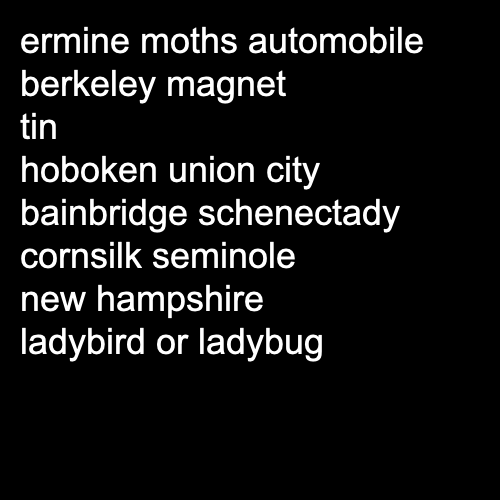 ermine moths automobile
berkeley magnet
tin
hoboken union city
bainbridge schenectady
cornsilk seminole
new hampshire
ladybird or ladybug